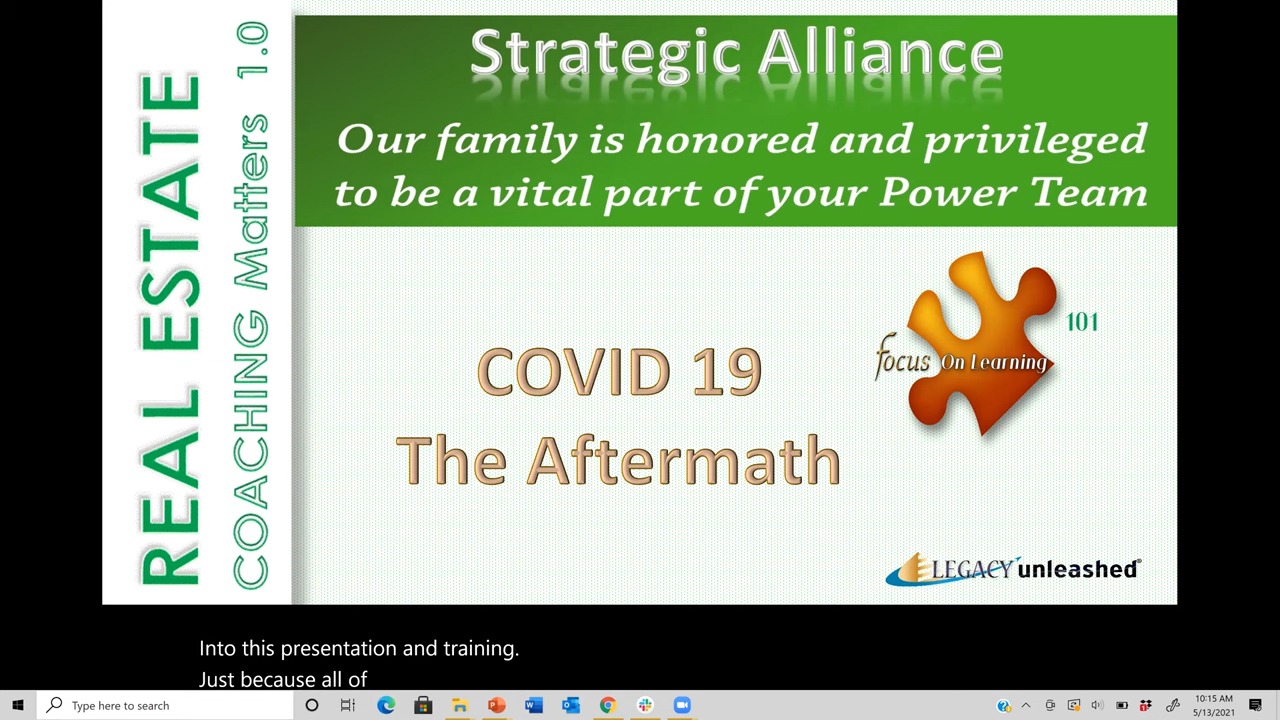 REAL ESTATE
COACHING Matters 1.0
Strategic Alliance
Our family is honored and privileged
to be a vital part of your Power Team
101
focus On Learning
COVID 19
The Aftermath
LEGACY unleashed®
Into this presentation and training.
Just because all of
Type here to search
10:15 AM
5/13/2021